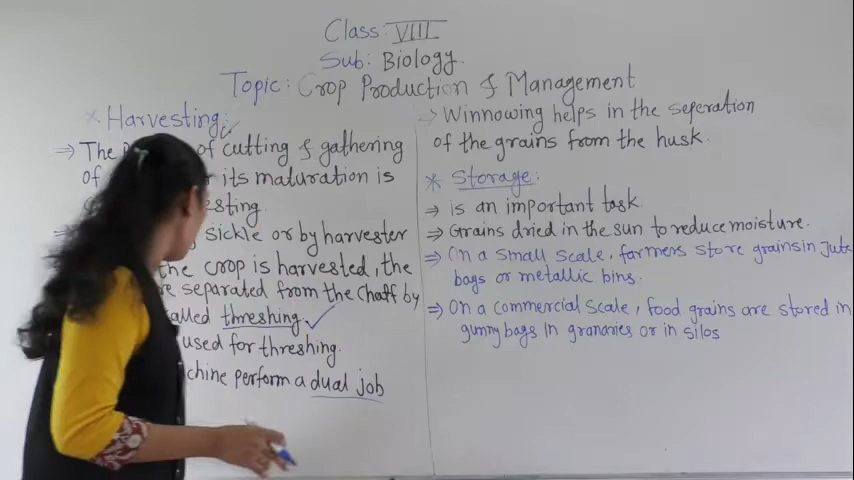 Class: VIII
Sub: Biology.
Topic: Crop Production & Management
* Harvesting:
⇒ The of cutting & gathering
of its maturation is
esting.
sickle or by harvester
the crop is harvested, the
separated from the chaff by
called threshing.
used for threshing.
chine perform a dual job
→ Winnowing helps in the seperation
of the grains from the husk.
* Storage:
⇒ is an important task
⇒ Grains dried in the sun to reduce moisture.
⇒ On a small scale, farmers store grains in Jute
bags or metallic bins.
⇒ On a commercial scale, food grains are stored in
gunny bags in granaries or in silos